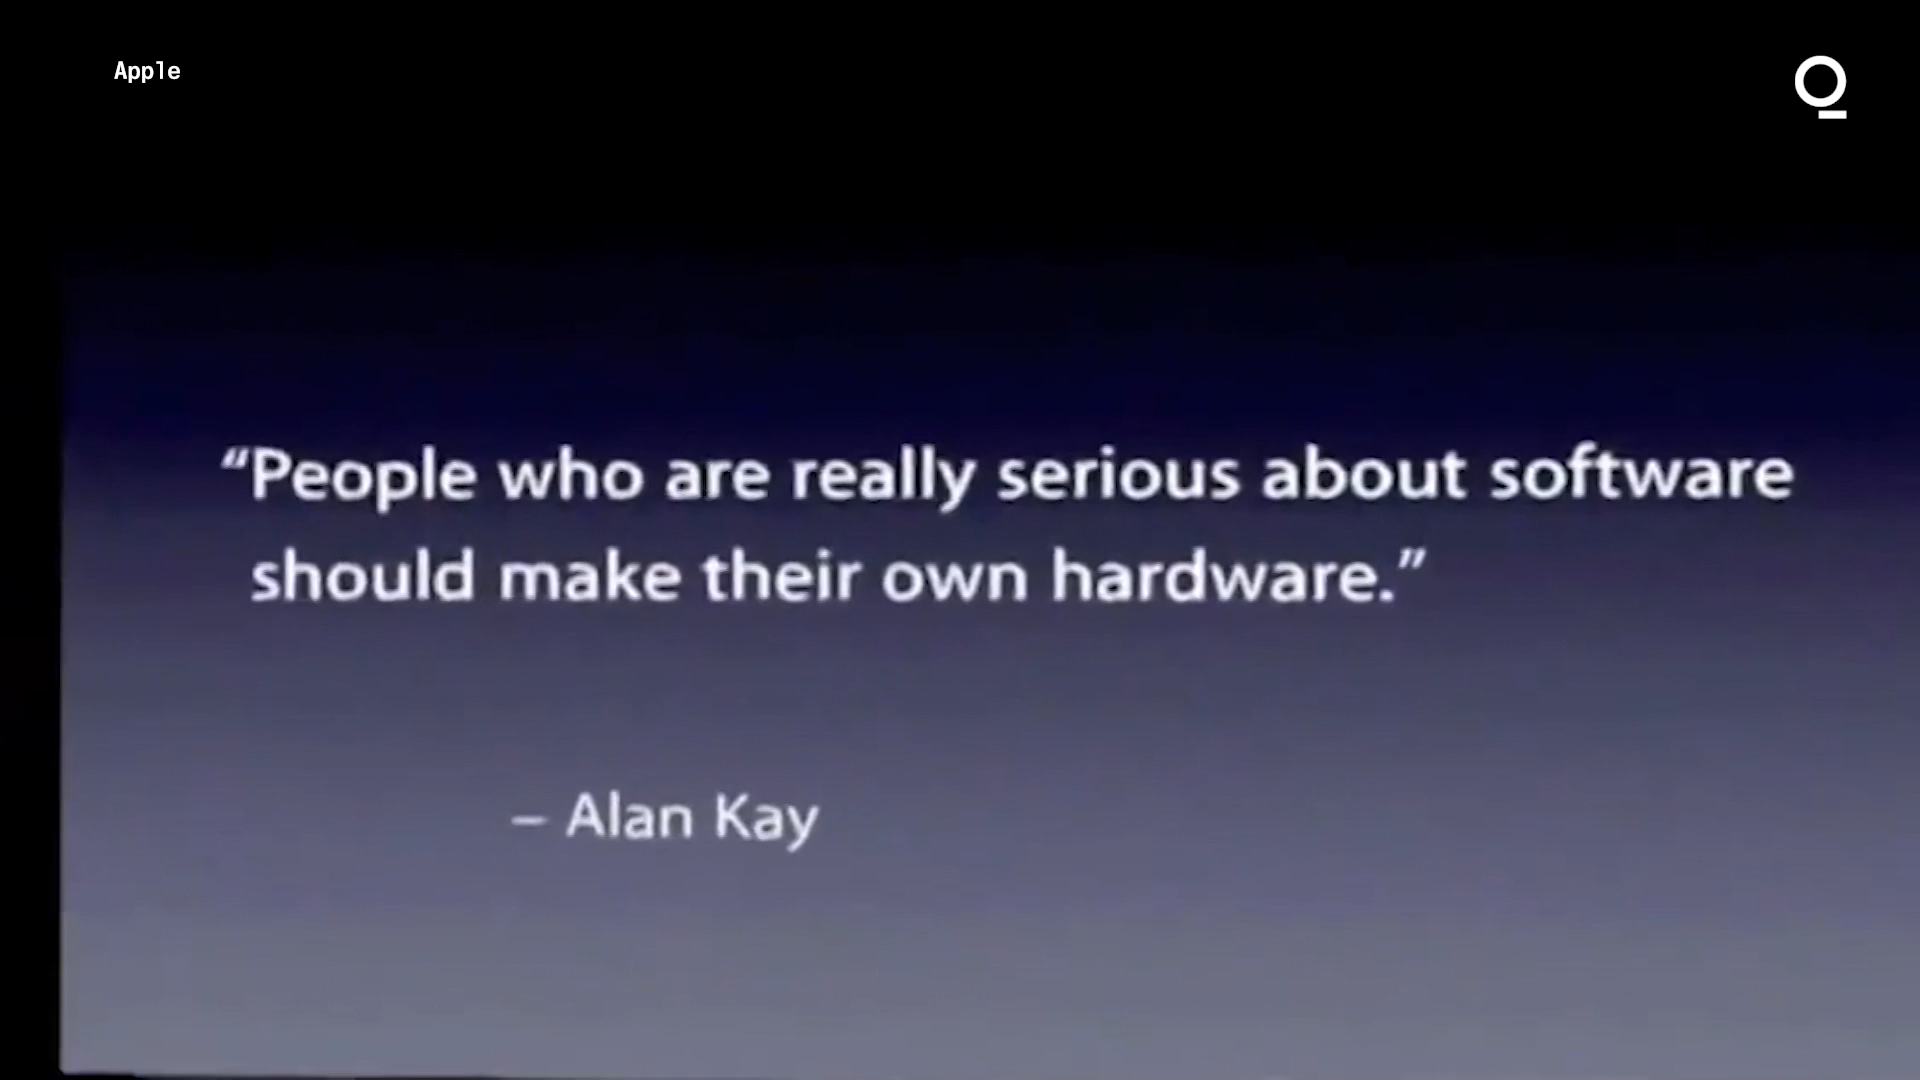 Apple
“People who are really serious about software
should make their own hardware.”
– Alan Kay